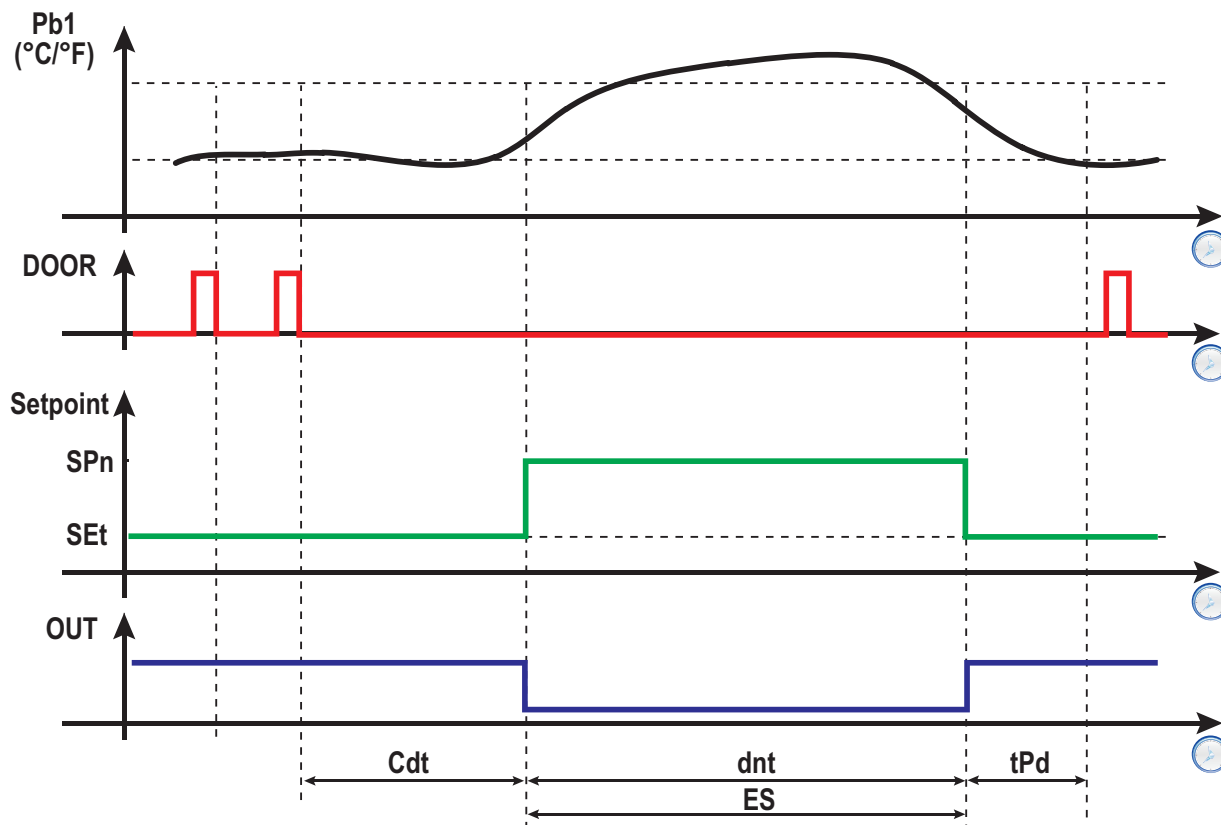 Pb1
(°C/°F)
DOOR
Setpoint
SPn
SEt
OUT
Cdt
dnt
tPd
ES